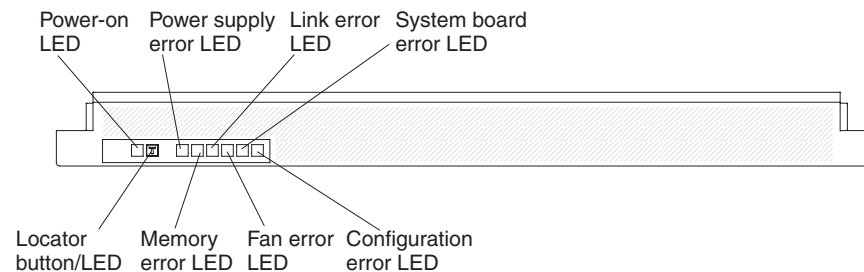 Power-on Power supply Link error System board
LED error LED LED error LED
Locator Memory Fan error Configuration
button/LED error LED LED error LED